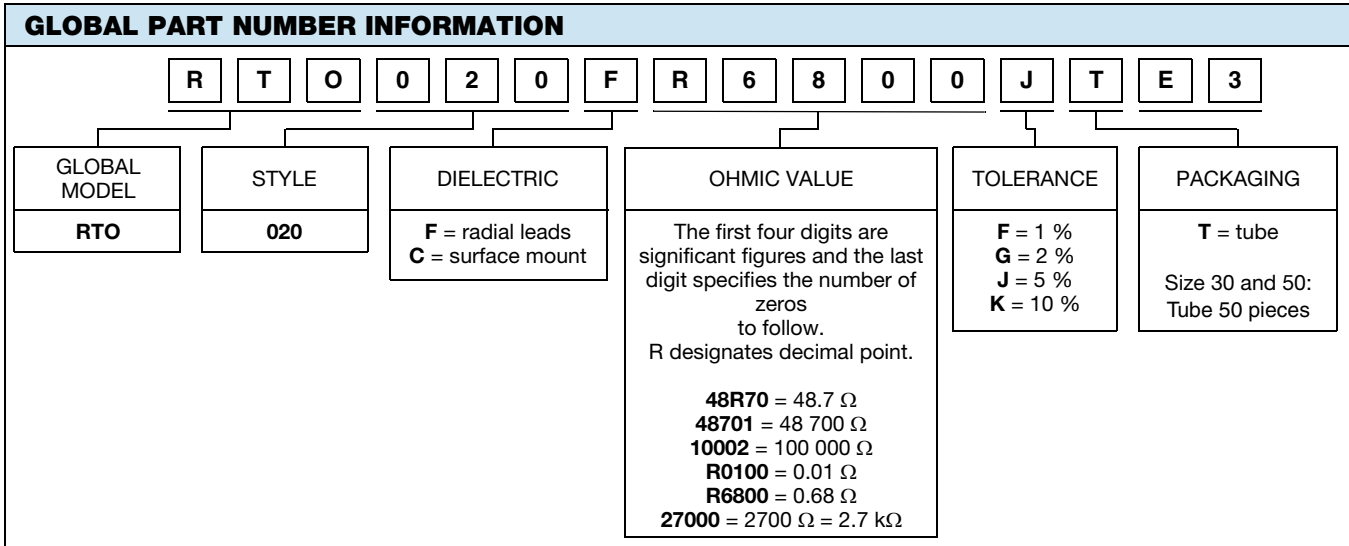 GLOBAL PART NUMBER INFORMATION
R T O 0 2 0 F R 6 8 0 0 J T E 3
GLOBAL
MODEL
RTO
STYLE
020
DIELECTRIC
F = radial leads
C = surface mount
OHMIC VALUE
The first four digits are
significant figures and the last
digit specifies the number of
zeros
to follow.
R designates decimal point.
48R70 = 48.7 Ω
48701 = 48 700 Ω
10002 = 100 000 Ω
R0100 = 0.01 Ω
R6800 = 0.68 Ω
27000 = 2700 Ω = 2.7 kΩ
TOLERANCE
F = 1 %
G = 2 %
J = 5 %
K = 10 %
PACKAGING
T = tube
Size 30 and 50:
Tube 50 pieces